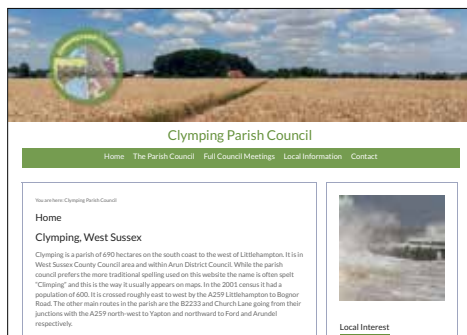 Clymping Parish Council
Home The Parish Council Full Council Meetings Local Information Contact
You are here: Clymping Parish Council
Home
Clymping, West Sussex
Clymping is a parish of 690 hectares on the south coast to the west of Littlehampton. It is in
West Sussex County Council area and within Arun District Council. While the parish
council prefers the more traditional spelling used on this website the name is often spelt
"Climping" and this is the way it usually appears on maps. In the 2001 census it had a
population of 600. It is crossed roughly east to west by the A259 Littlehampton to Bognor
Road. The other main routes in the parish are the B2233 and Church Lane going from their
junctions with the A259 north-west to Yapton and northward to Ford and Arundel
respectively.
Local Interest